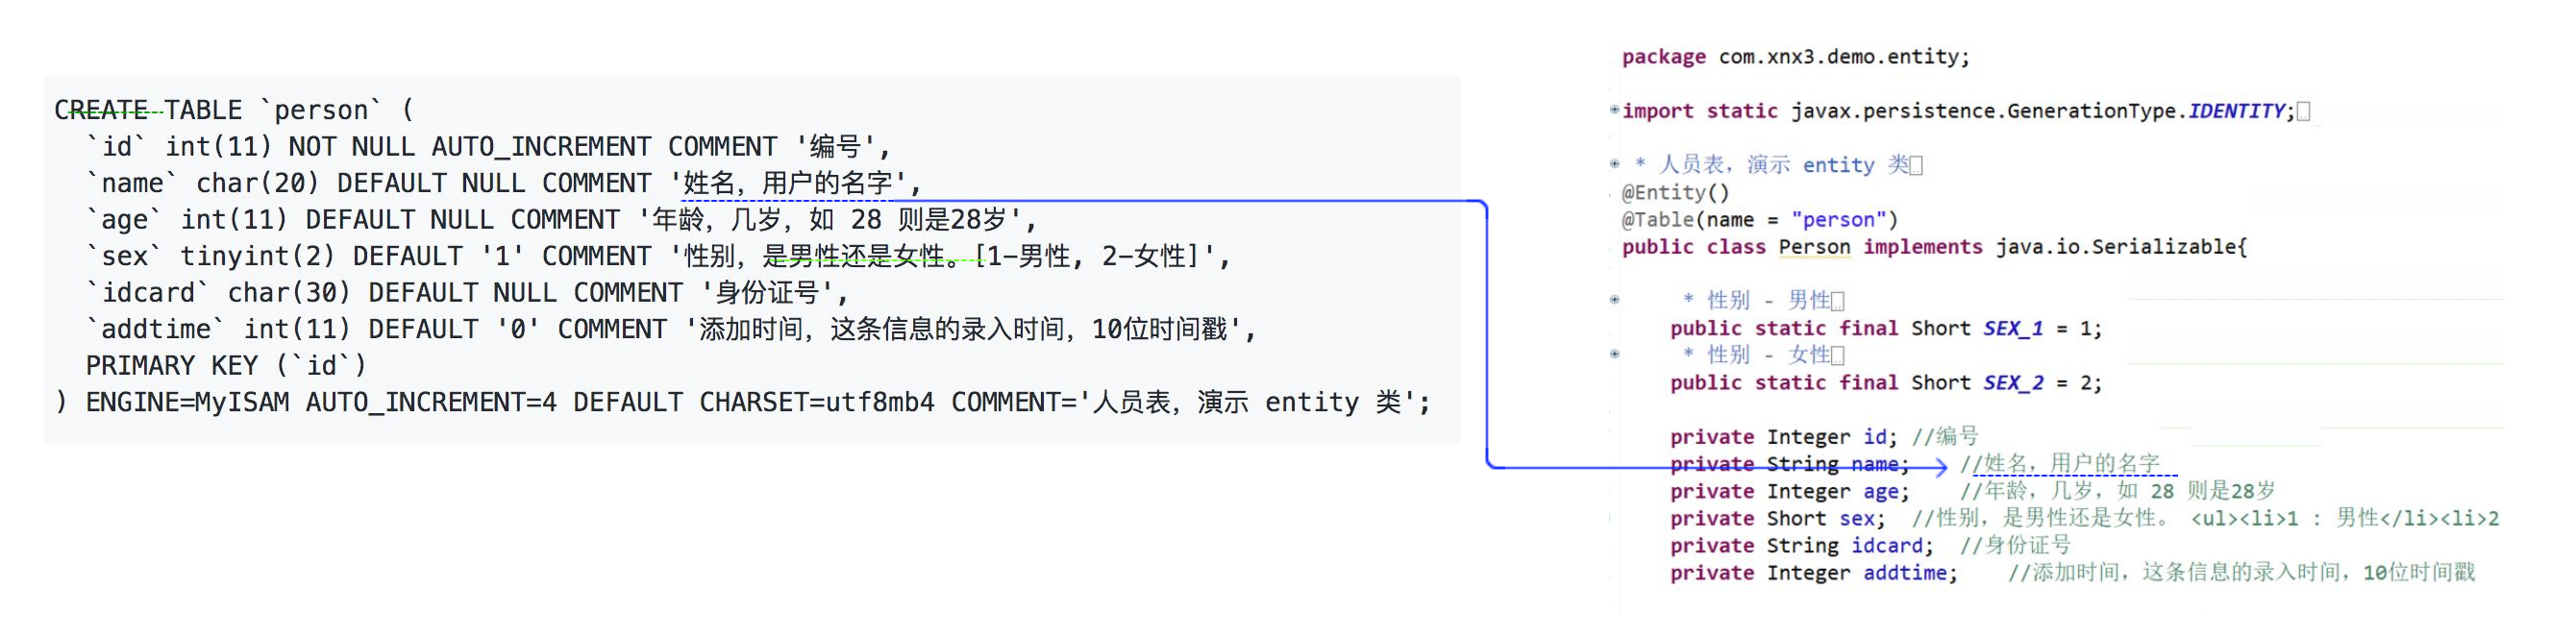 CREATE TABLE `person` (
`id` int(11) NOT NULL AUTO_INCREMENT COMMENT '编号',
`name` char(20) DEFAULT NULL COMMENT '姓名，用户的名字',
`age` int(11) DEFAULT NULL COMMENT '年龄，几岁，如 28 则是28岁',
`sex` tinyint(2) DEFAULT '1' COMMENT '性别，是男性还是女性。[1-男性, 2-女性]',
`idcard` char(30) DEFAULT NULL COMMENT '身份证号',
`addtime` int(11) DEFAULT '0' COMMENT '添加时间，这条信息的录入时间，10位时间戳',
PRIMARY KEY (`id`)
) ENGINE=MyISAM AUTO_INCREMENT=4 DEFAULT CHARSET=utf8mb4 COMMENT='人员表，演示 entity 类';
package com.xnx3.demo.entity;
import static javax.persistence.GenerationType.IDENTITY;
* 人员表，演示 entity 类
@Entity()
@Table(name = "person")
public class Person implements java.io.Serializable{
* 性别 - 男性
public static final Short SEX_1 = 1;
* 性别 - 女性
public static final Short SEX_2 = 2;
private Integer id; //编号
private String name; //姓名，用户的名字
private Integer age; //年龄，几岁，如 28 则是28岁
private Short sex; //性别，是男性还是女性。 <ul><li>1 : 男性</li><li>2
private String idcard; //身份证号
private Integer addtime; //添加时间，这条信息的录入时间，10位时间戳